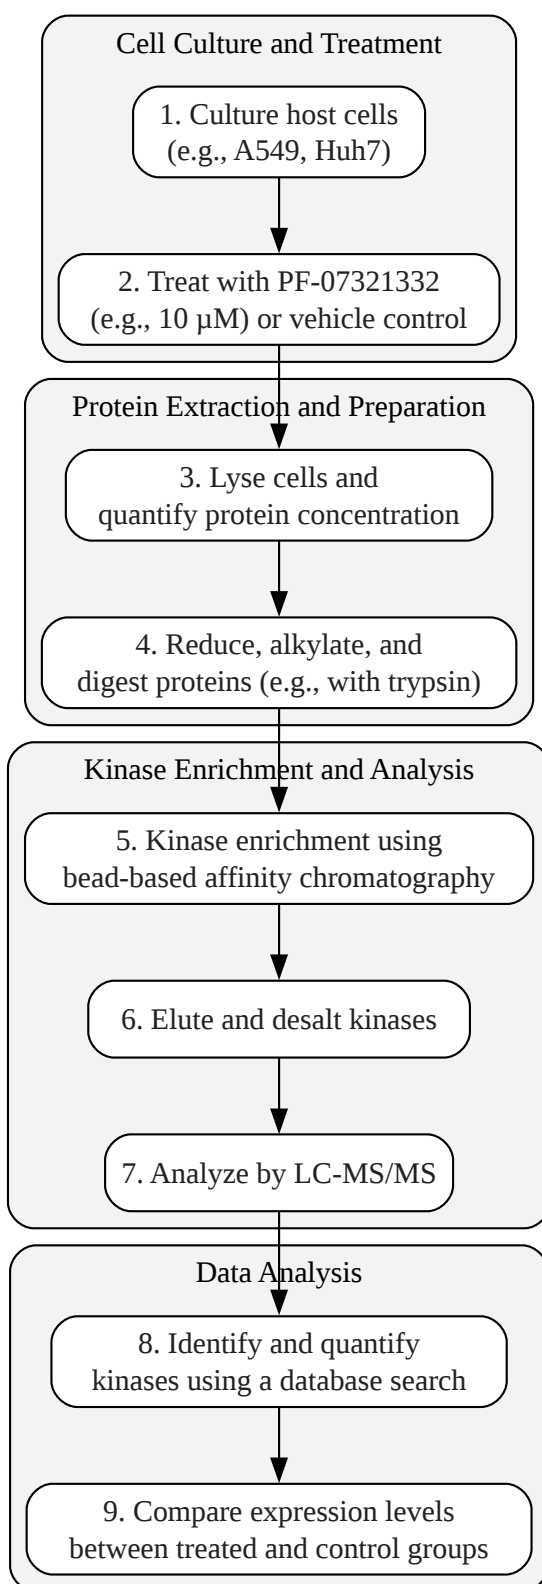 Cell Culture and Treatment
1. Culture host cells
(e.g., A549, Huh7)
2. Treat with PF-07321332
(e.g., 10 µM) or vehicle control
Protein Extraction and Preparation
3. Lyse cells and
quantify protein concentration
4. Reduce, alkylate, and
digest proteins (e.g., with trypsin)
Kinase Enrichment and Analysis
5. Kinase enrichment using
bead-based affinity chromatography
6. Elute and desalt kinases
7. Analyze by LC-MS/MS
Data Analysis
8. Identify and quantify
kinases using a database search
9. Compare expression levels
between treated and control groups